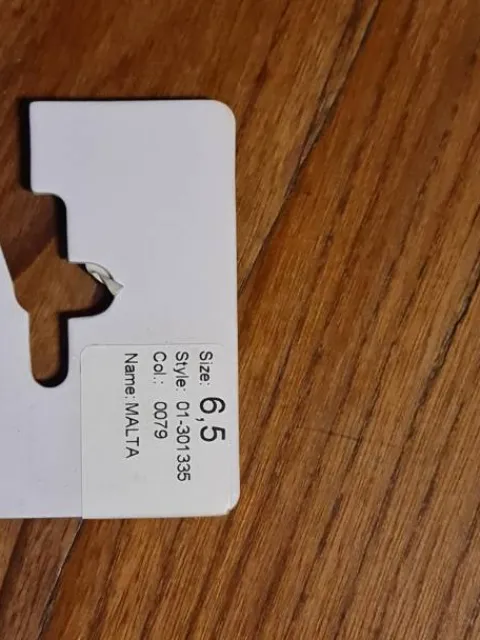 Size: 6,5
Style: 01-301335
Col.: 0079
Name: MALTA